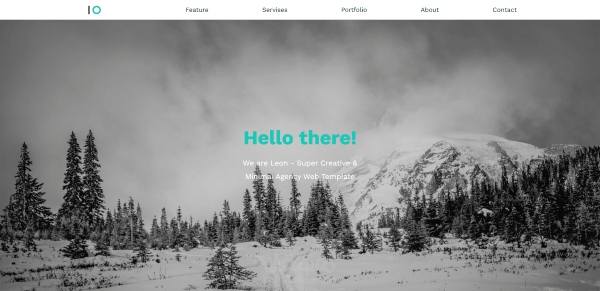 IO
Feature
Servises
Portfolio
About
Contact
Hello there!
We are Leon – Super Creative &
Minimal Agency Web Template